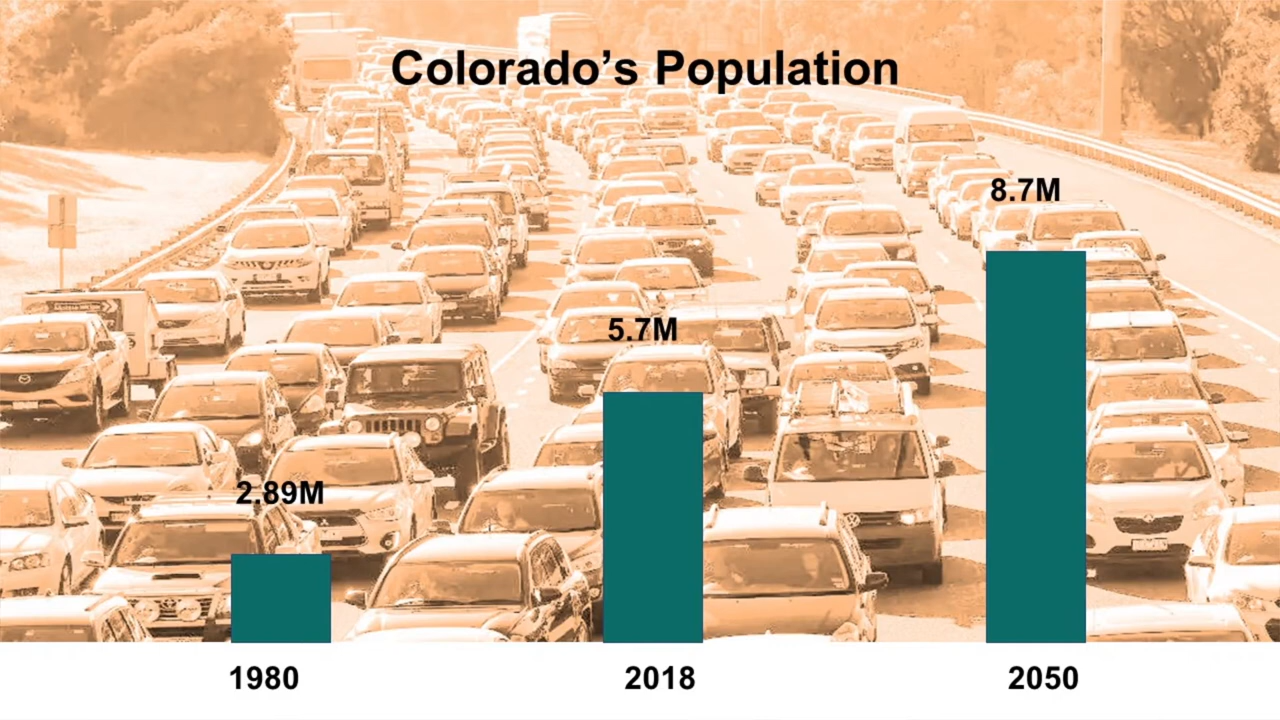 Colorado’s Population
8.7M
5.7M
2.89M
1980
2018
2050